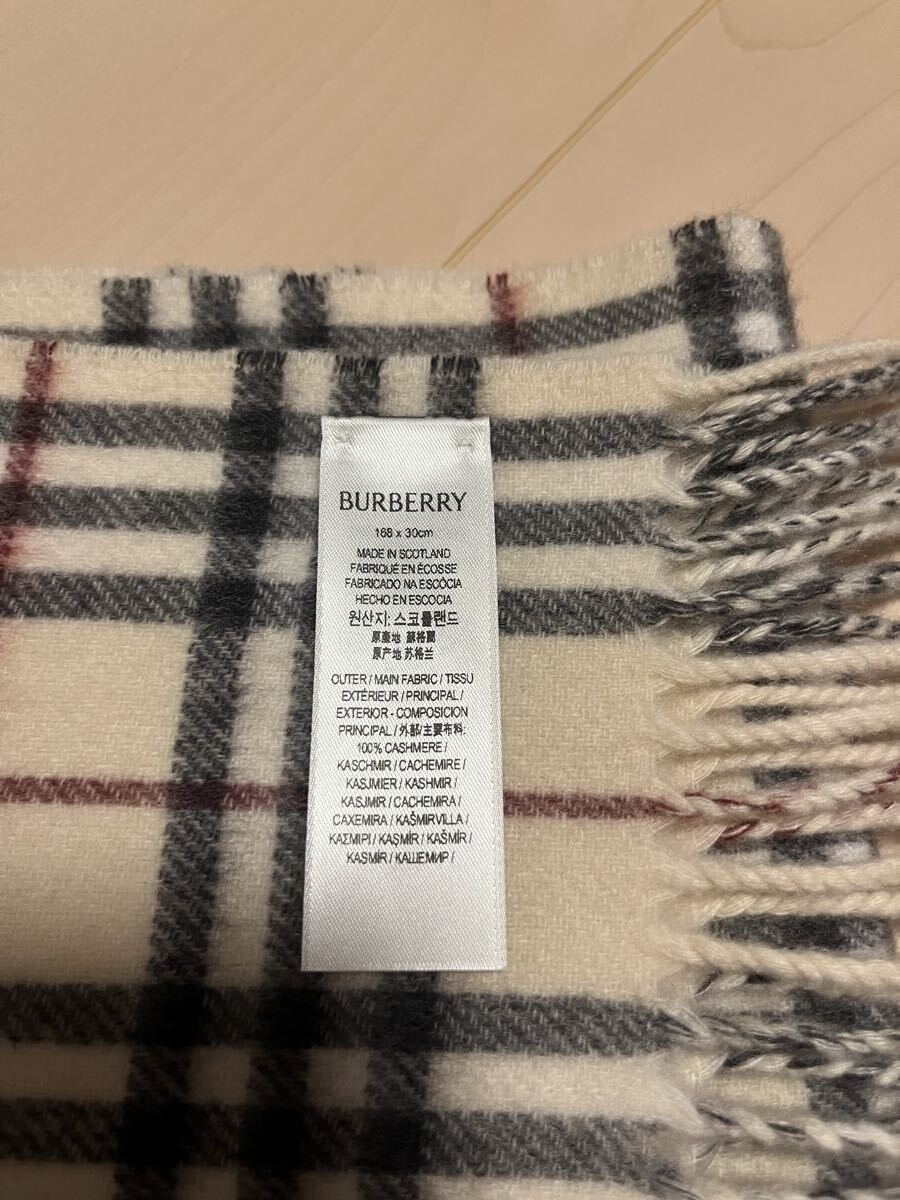 BURBERRY
168 x 30cm
MADE IN SCOTLAND
FABRIQUÉ EN ÉCOSSE
FABRICADO NA ESCÓCIA
HECHO EN ESCOCIA
원산지: 스코틀랜드
原產地 蘇格蘭
原产地 苏格兰
OUTER / MAIN FABRIC / TISSU
EXTÉRIEUR / PRINCIPAL /
EXTERIOR - COMPOSICION
PRINCIPAL / 外部/主要布料:
100% CASHMERE /
KASCHMIR / CACHEMIRE /
KASJMIER / KASHMIR /
KASJMIR / CACHEMIRA /
CAXEMIRA / KAŠMIRVILLA /
ΚΑΣΜΙΡΙ / KAŞMIR / KAŠMÍR /
KASMÍR / КАШЕМИР /